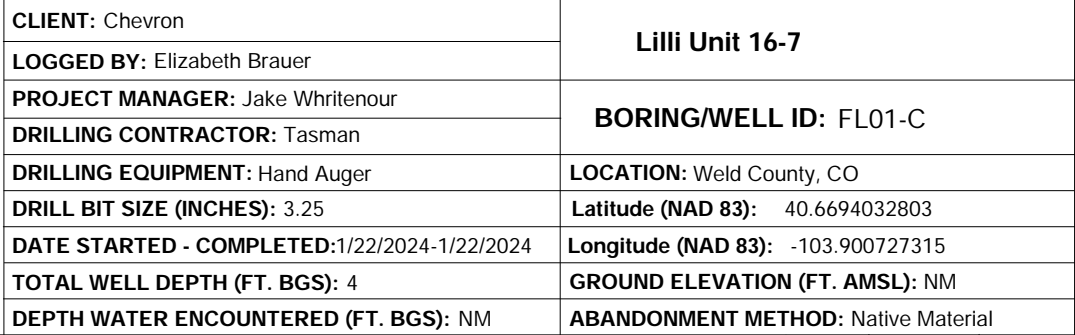 CLIENT: Chevron
Lilli Unit 16-7
LOGGED BY: Elizabeth Brauer
PROJECT MANAGER: Jake Whritenour
BORING/WELL ID: FL01-C
DRILLING CONTRACTOR: Tasman
DRILLING EQUIPMENT: Hand Auger
LOCATION: Weld County, CO
DRILL BIT SIZE (INCHES): 3.25
Latitude (NAD 83): 40.6694032803
DATE STARTED - COMPLETED:1/22/2024-1/22/2024
Longitude (NAD 83): -103.900727315
TOTAL WELL DEPTH (FT. BGS): 4
GROUND ELEVATION (FT. AMSL): NM
DEPTH WATER ENCOUNTERED (FT. BGS): NM
ABANDONMENT METHOD: Native Material